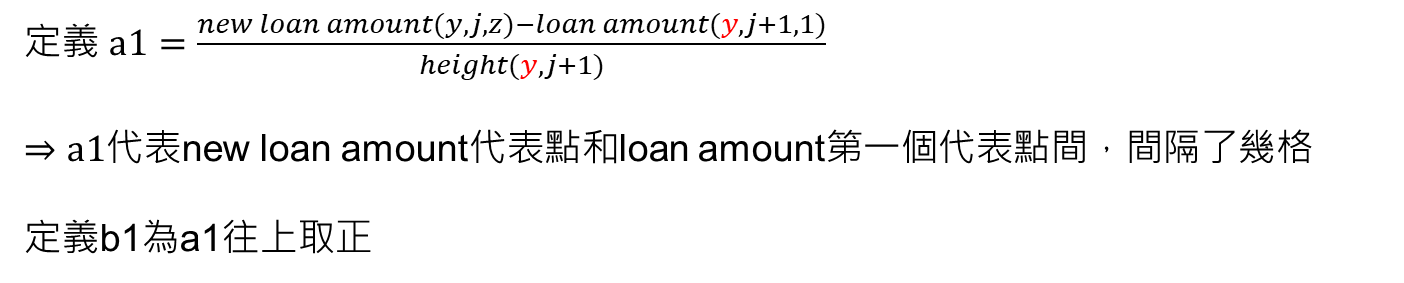 定義 a1 = \frac{new loan amount(y,j,z)−loan amount(y,j+1,1)}{height(y,j+1)}
⇒ a1代表new loan amount代表點和loan amount第一個代表點間，間隔了幾格
定義b1為a1往上取正